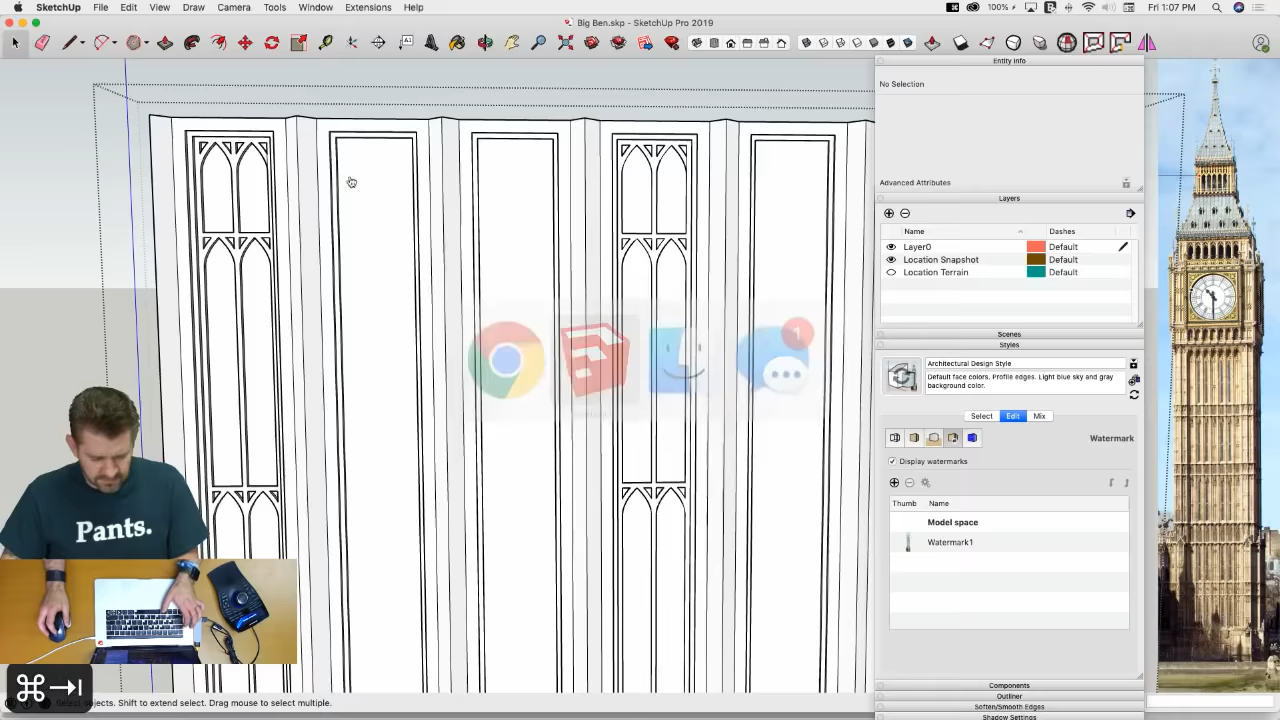 SketchUp File Edit View Draw Camera Tools Window Extensions Help 100% Fri 1:07 PM
Big Ben.skp - SketchUp Pro 2019
Entity Info
No Selection
Advanced Attributes
Layers
Name Dashes
Layer0 Default
Location Snapshot Default
Location Terrain Default
Scenes
Styles
Architectural Design Style
Default face colors. Profile edges. Light blue sky and gray
background color.
Select Edit Mix
Watermark
Display watermarks
Thumb Name
Model space
Watermark1
Pants.
1
Components
Outliner
Soften/Smooth Edges
Shadow Settings
objects. Shift to extend select. Drag mouse to select multiple.